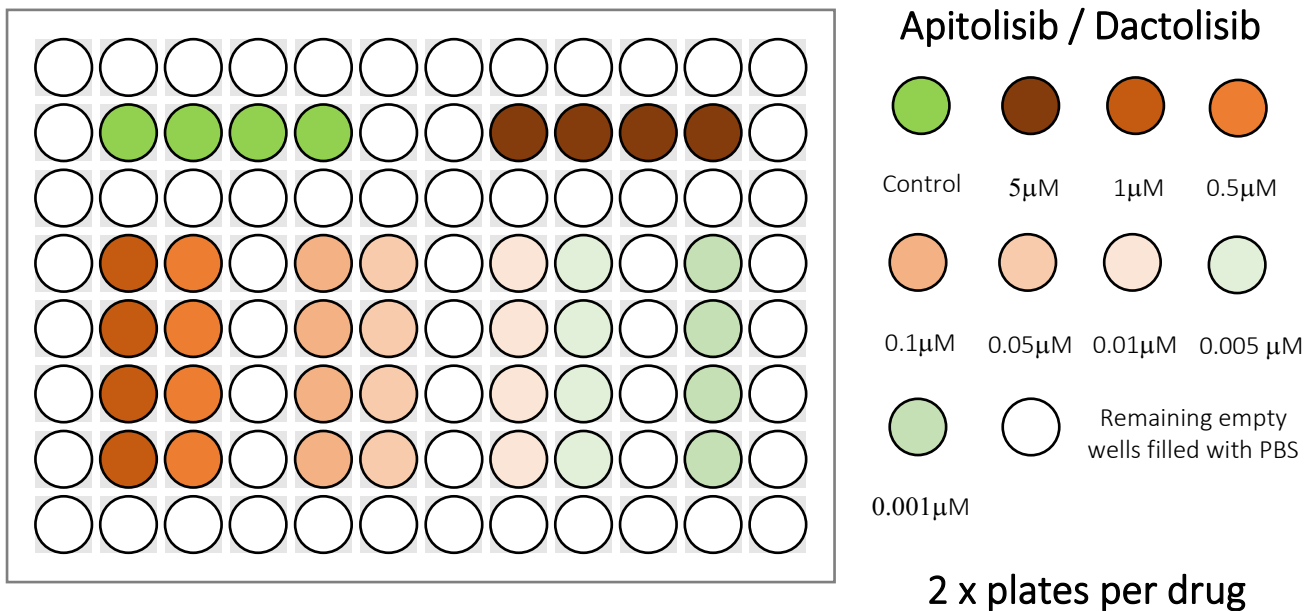 Apitolisib / Dactolisib
Control 5μM 1μM 0.5μM
0.1μM 0.05μM 0.01μM 0.005 μM
Remaining empty
wells filled with PBS
0.001μM
2 x plates per drug